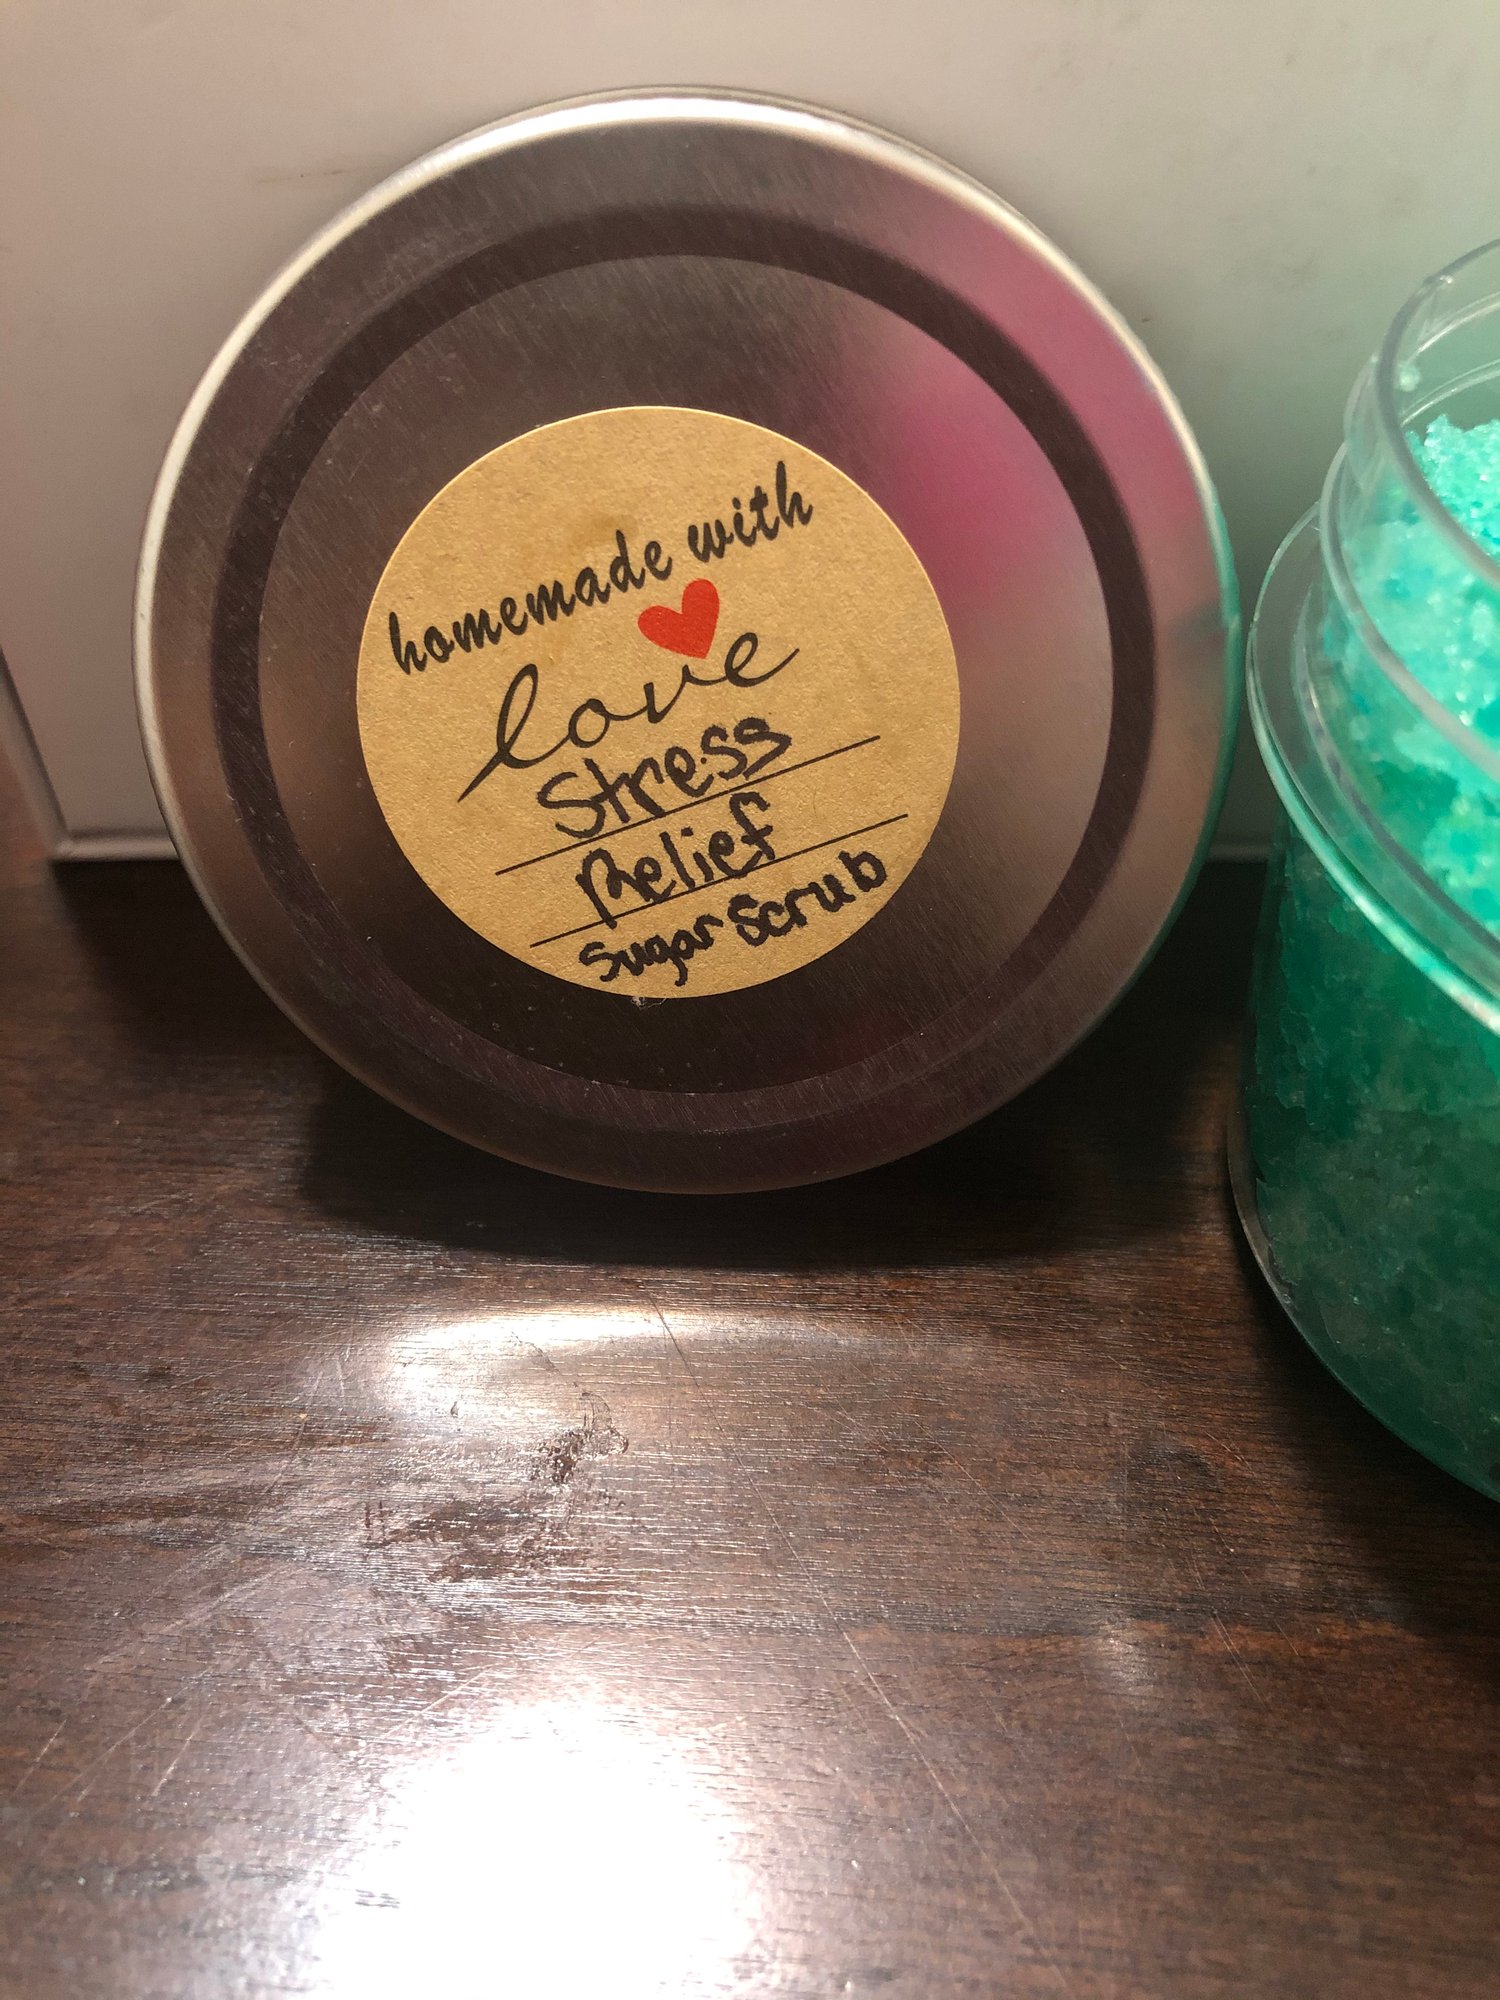 homemade with
love
Stress
Relief
Sugar Scrub